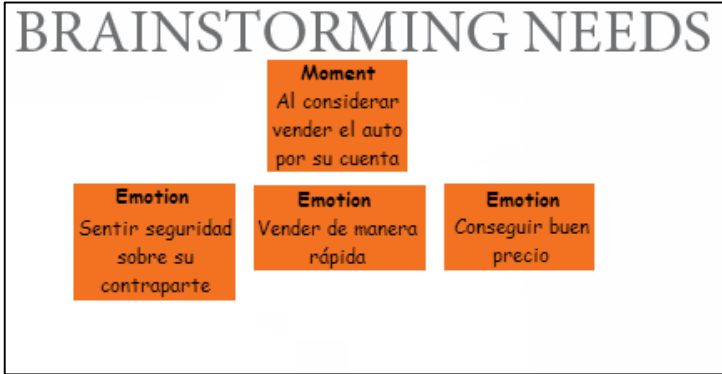 BRAINSTORMING NEEDS
Moment
Al considerar
vender el auto
por su cuenta
Emotion
Sentir seguridad
sobre su
contraparte
Emotion
Vender de manera
rápida
Emotion
Conseguir buen
precio